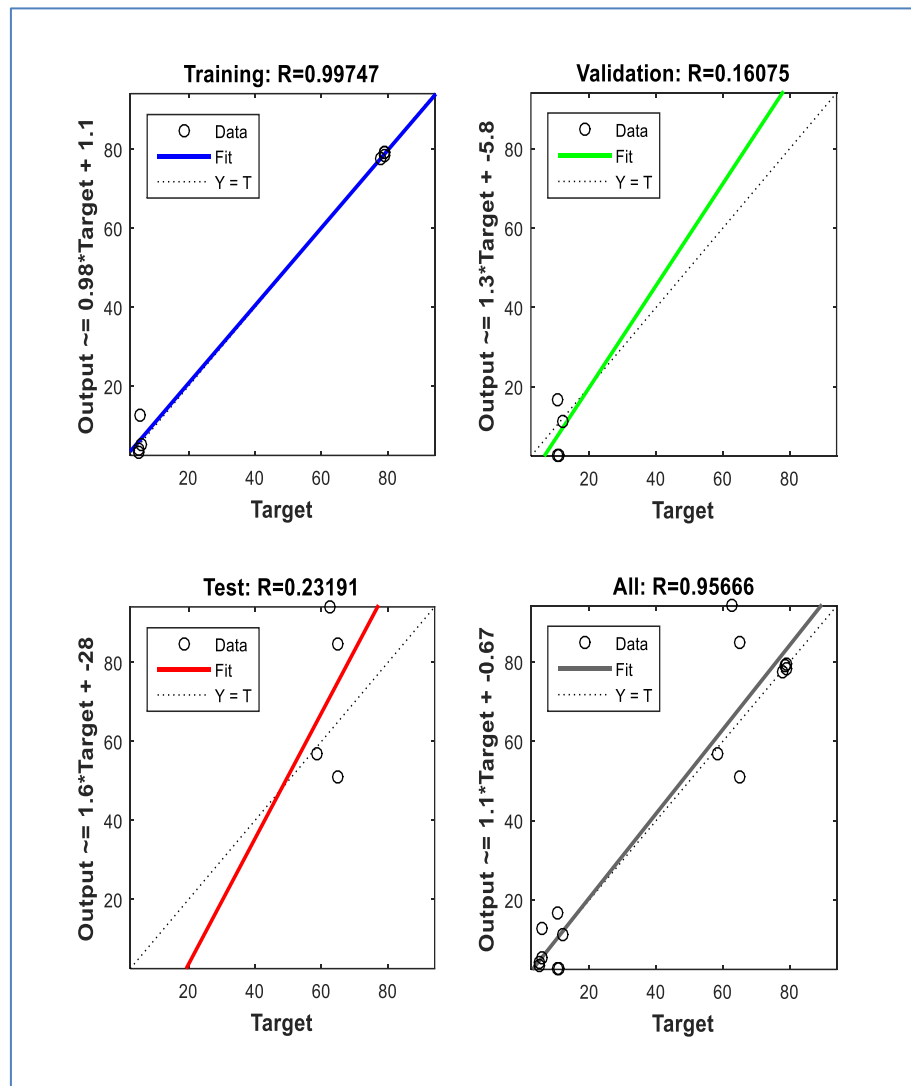 Training: R=0.99747
Output ~= 0.98*Target + 1.1
80
60
40
20
Data
Fit
Y = T
20
40
60
80
Target
Validation: R=0.16075
Output ~= 1.3*Target + -5.8
80
60
40
20
Data
Fit
Y = T
20
40
60
80
Target
Test: R=0.23191
Output ~= 1.6*Target + -28
80
60
40
20
Data
Fit
Y = T
20
40
60
80
Target
All: R=0.95666
Output ~= 1.1*Target + -0.67
80
60
40
20
Data
Fit
Y = T
20
40
60
80
Target